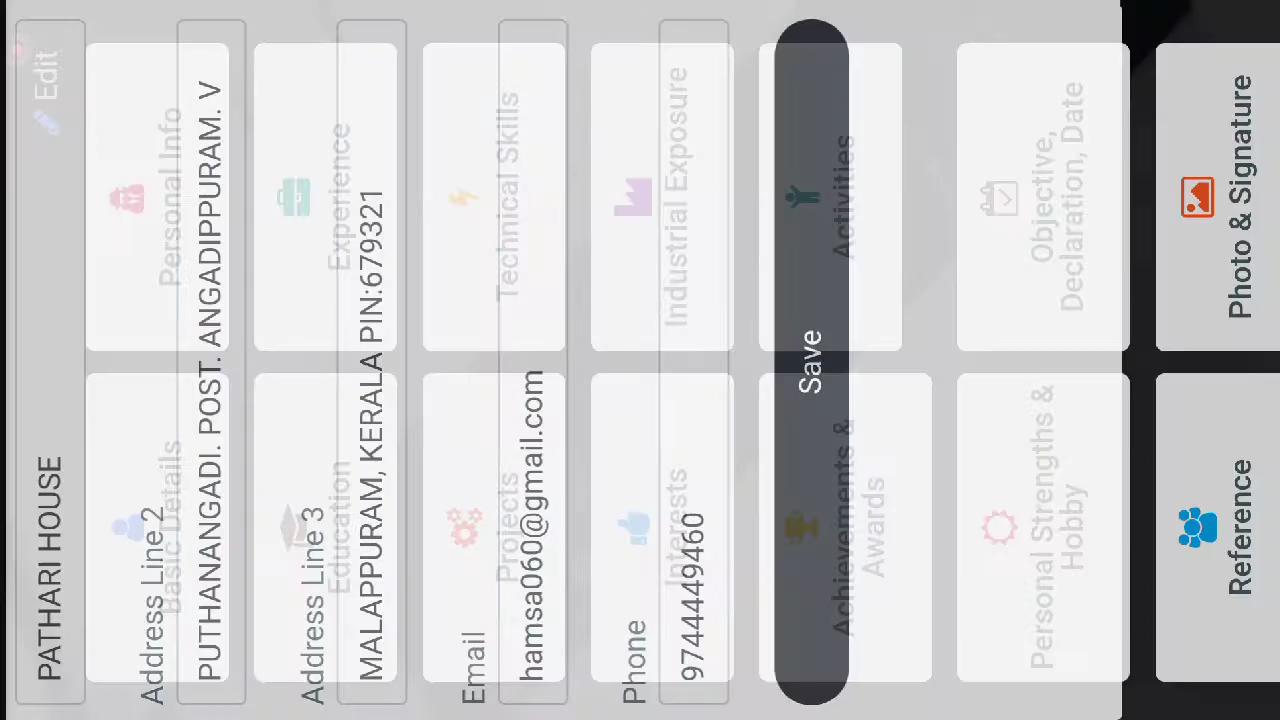 Edit
PATHARI HOUSE
Address Line 2
PUTHANANGADI. POST. ANGADIPPURAM. V
Address Line 3
MALAPPURAM, KERALA PIN:679321
Email
hamsa060@gmail.com
Phone
9744449460
Save
Basic Details
Personal Info
Education
Experience
Projects
Technical Skills
Interests
Industrial Exposure
Achievements &
Awards
Activities
Personal Strengths &
Hobby
Objective,
Declaration, Date
Reference
Photo & Signature